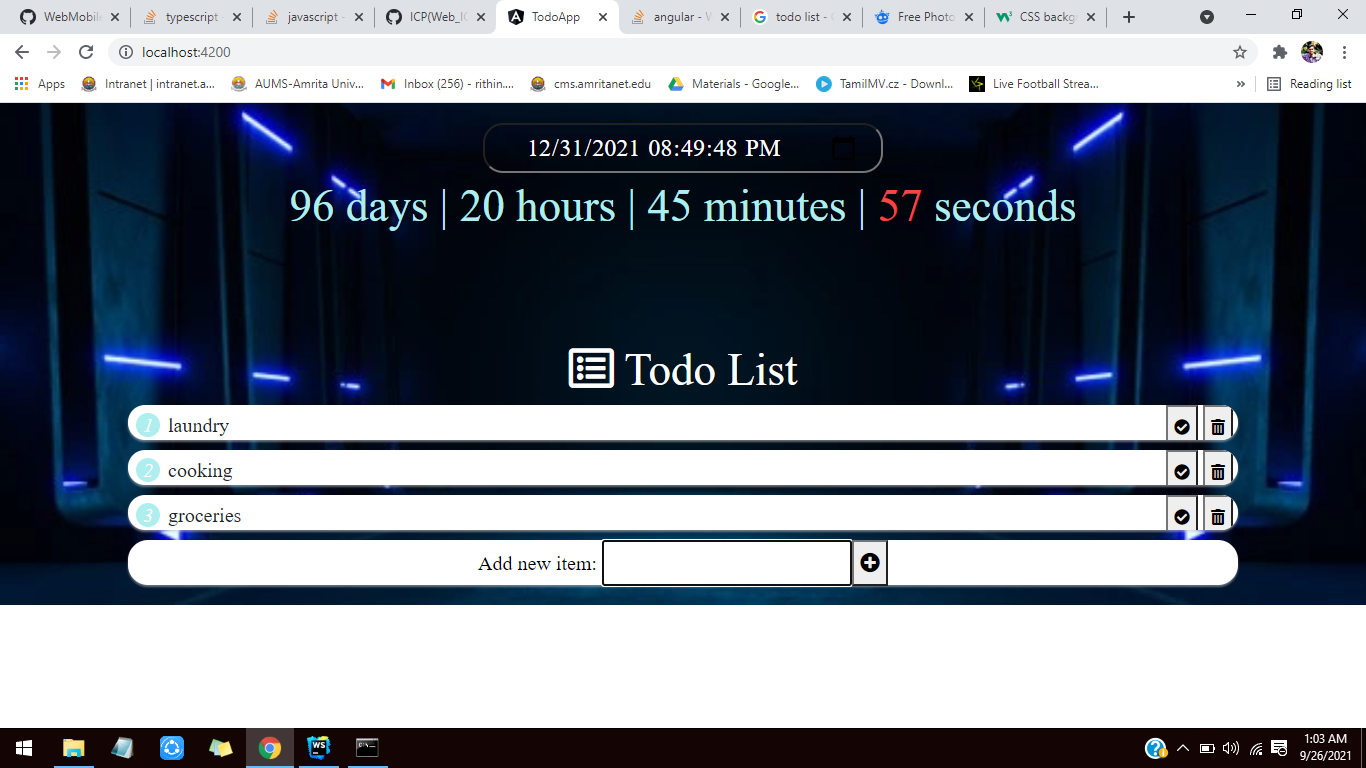 WebMobile
typescript
javascript -
ICP(Web_IC
TodoApp
angular - W
todo list - G
Free Photo
CSS backg
localhost:4200
Apps
Intranet | intranet.a...
AUMS-Amrita Univ...
Inbox (256) - rithin....
cms.amritanet.edu
Materials - Google...
TamilMV.cz - Downl...
Live Football Strea...
»
Reading list
12/31/2021 08:49:48 PM
96 days | 20 hours | 45 minutes | 57 seconds
Todo List
1 laundry
2 cooking
3 groceries
Add new item:
1:03 AM
9/26/2021